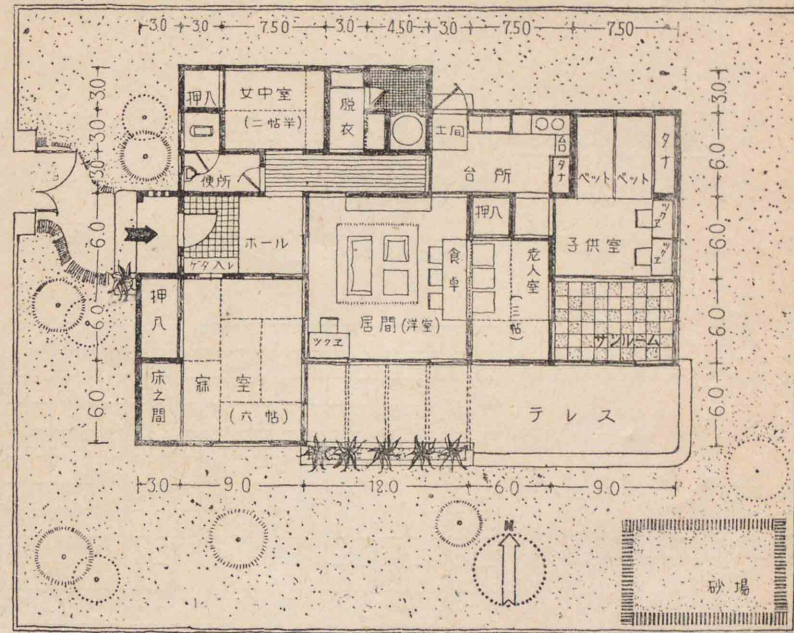 3.0 3.0 7.50 3.0 4.50 3.0 7.50 7.50
3.0
3.0
6.0
6.0
6.0
押入
女中室
(二帖半)
脱衣
土間
台所
台
タナ
ベット
ベット
タナ
便所
ホール
ゲタ入レ
押入
食卓
老人室
(三帖)
子供室
ツクヱ
ツクヱ
居間(洋室)
ツクヱ
サンルーム
押入
床之間
寝室
(六帖)
テレス
3.0
6.0
6.0
6.0
6.0
3.0 9.0 12.0 6.0 9.0
N
砂場